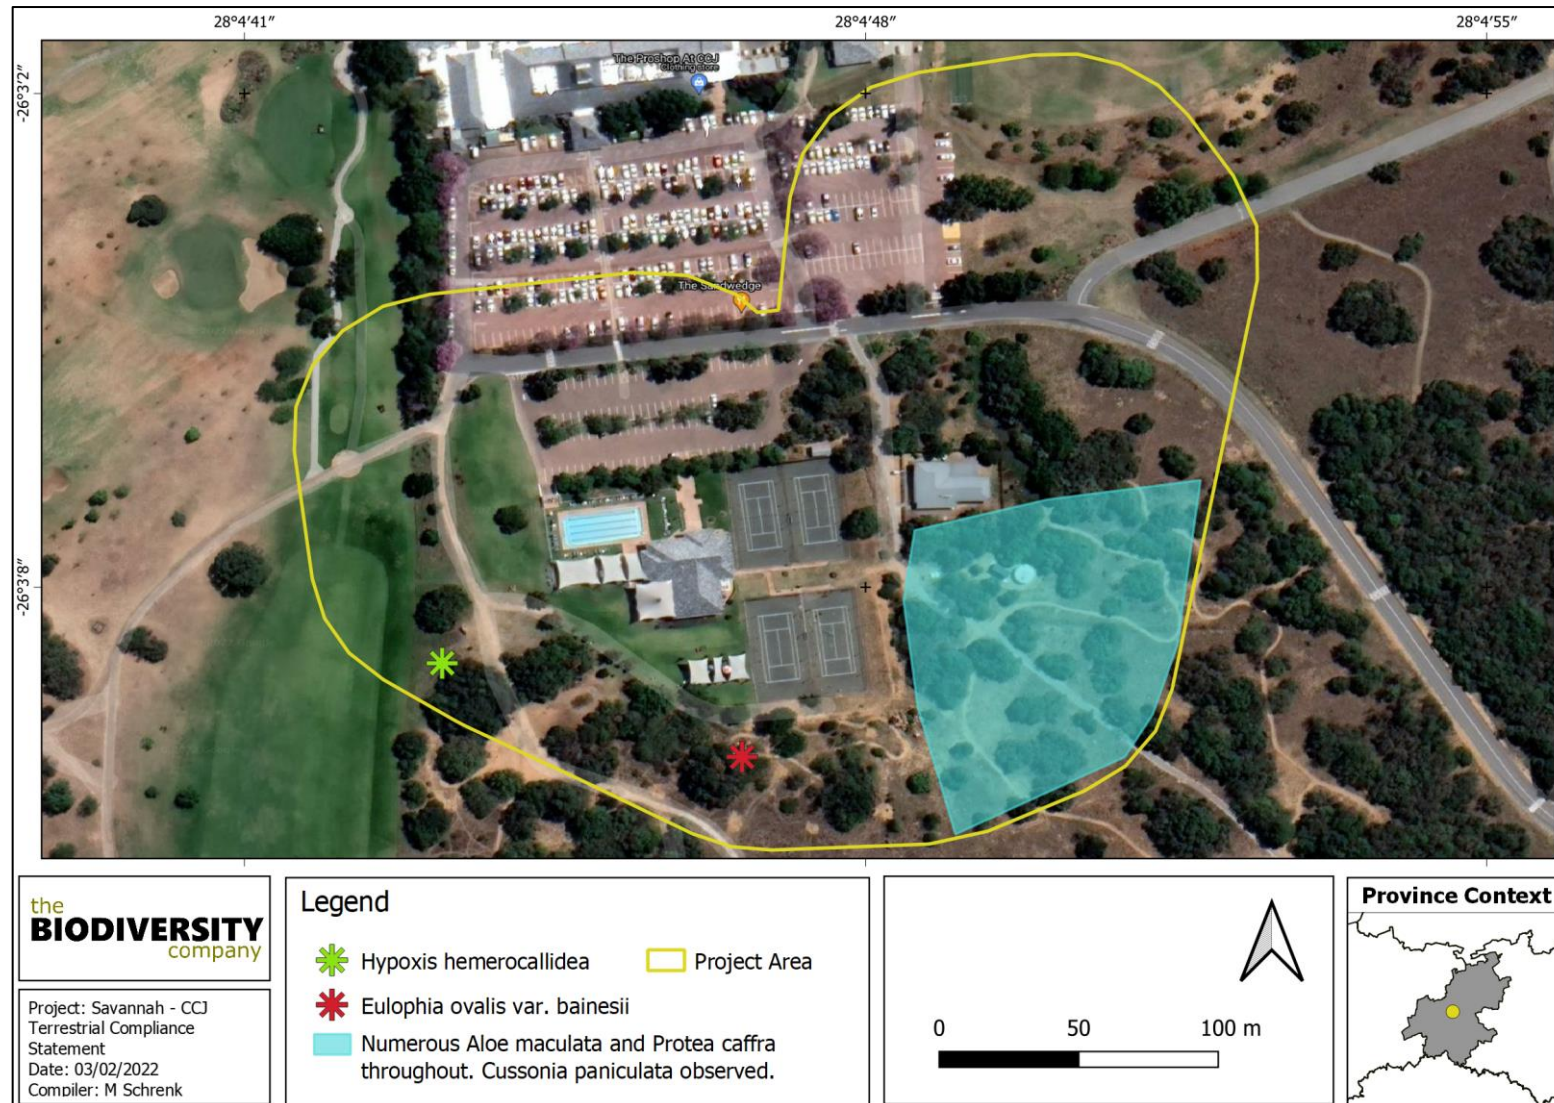 28°4′41″
28°4′48″
28°4′55″
-26°3′2″
-26°3′8″
The Proshop At CCJ
Clothing store
The Sandwedge
the
BIODIVERSITY
company
Project: Savannah - CCJ
Terrestrial Compliance
Statement
Date: 03/02/2022
Compiler: M Schrenk
Legend
Hypoxis hemerocallidea
Project Area
Eulophia ovalis var. bainesii
Numerous Aloe maculata and Protea caffra
throughout. Cussonia paniculata observed.
0
50
100 m
Province Context